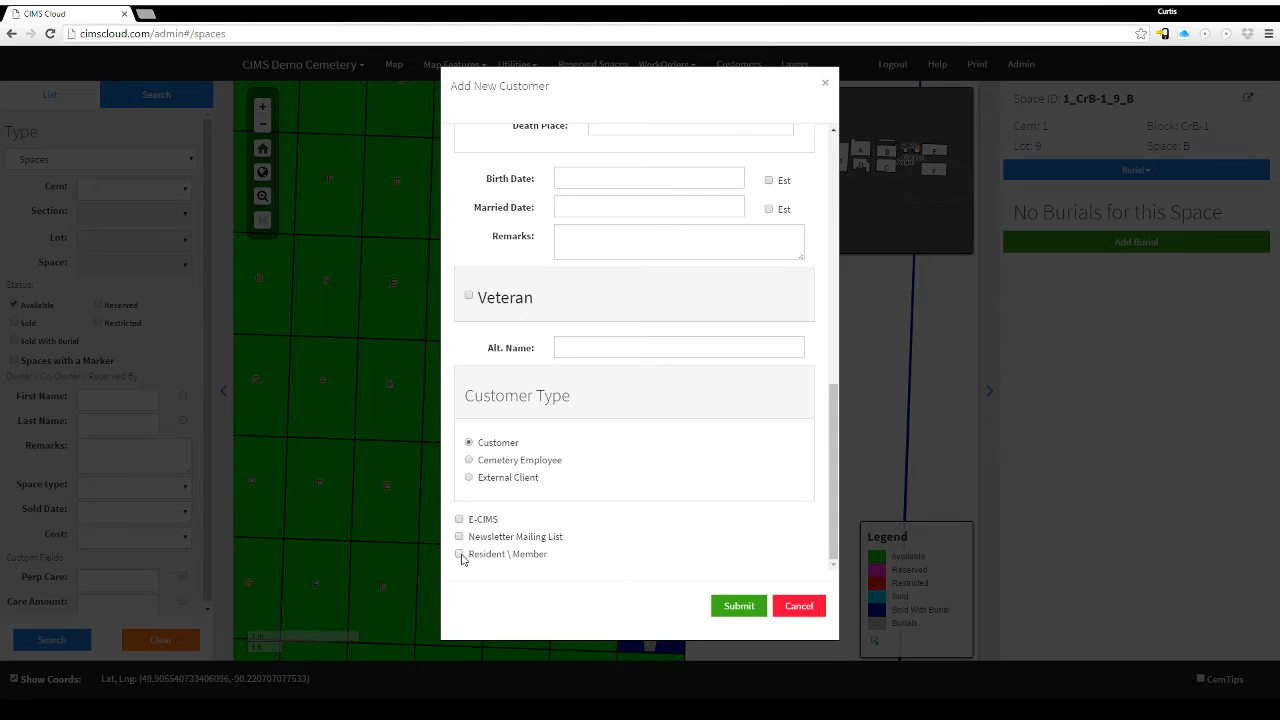 CIMS Cloud
Curtis
cimscloud.com/admin#/spaces
CIMS Demo Cemetery
Map
Map Features
Utilities
Reserved Spaces
WorkOrders
Customers
Layers
Logout
Help
Print
Admin
List
Search
Type
Spaces
Cem:
Section:
Lot:
Space:
Status:
Available
Reserved
Sold
Restricted
Sold With Burial
Spaces with a Marker
Owner / Co-Owner / Reserved By
First Name:
Last Name:
Remarks:
Space type:
Sold Date:
Cost:
Custom Fields
Perp Care:
Care Amount:
Search
Clear
Add New Customer
×
Death Place:
Birth Date:
Est
Married Date:
Est
Remarks:
Veteran
Alt. Name:
Customer Type
Customer
Cemetery Employee
External Client
E-CIMS
Newsletter Mailing List
Resident \ Member
Submit
Cancel
Space ID: 1_CrB-1_9_B
Cem: 1
Block: CrB-1
Lot: 9
Space: B
Burial
No Burials for this Space
Add Burial
A
B
E
C
F
Legend
Available
Reserved
Restricted
Sold
Sold With Burial
Burials
1 m
Show Coords:
Lat, Lng: (49.906540733406096,-90.220707077533)
CemTips